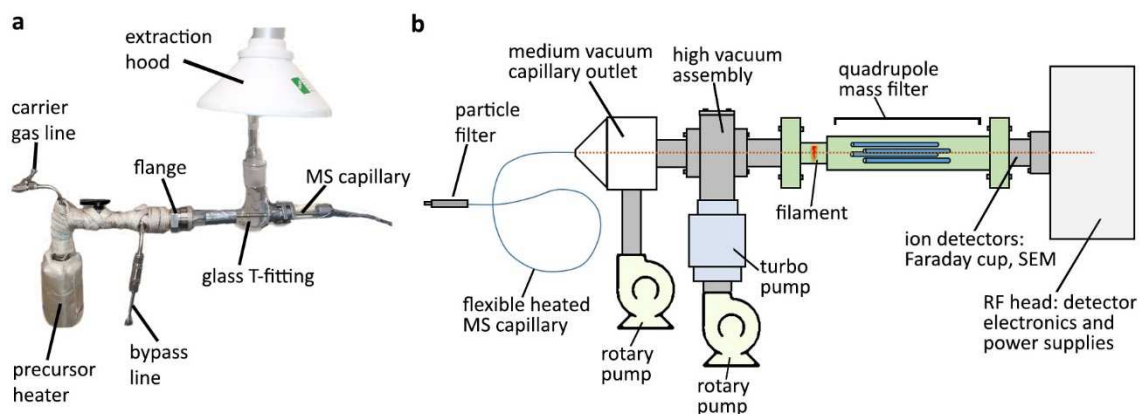 a
extraction
hood
carrier
gas line
flange
MS capillary
glass T-fitting
precursor
heater
bypass
line
b
medium vacuum
capillary outlet
high vacuum
assembly
quadrupole
mass filter
particle
filter
filament
flexible heated
MS capillary
rotary
pump
turbo
pump
rotary
pump
ion detectors:
Faraday cup, SEM
RF head: detector
electronics and
power supplies